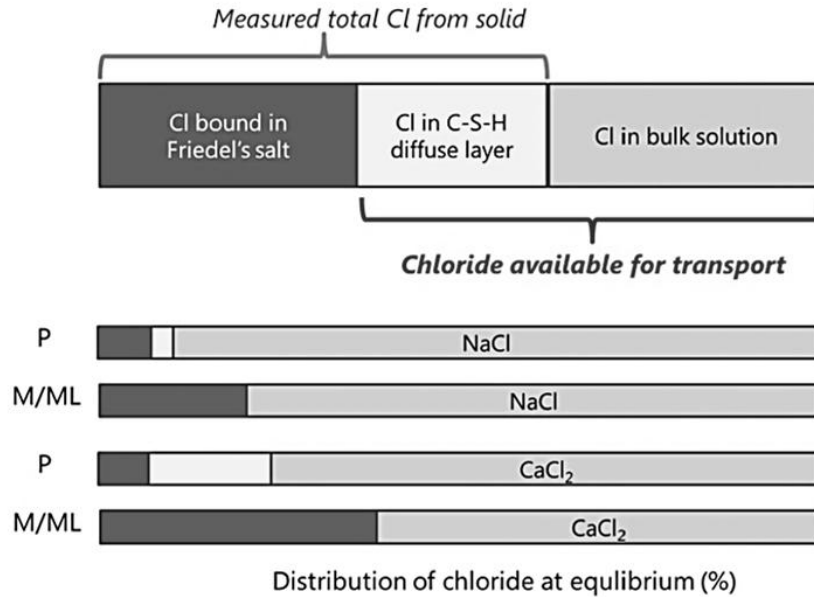 Measured total Cl from solid
Cl bound in
Friedel's salt
Cl in C-S-H
diffuse layer
Cl in bulk solution
Chloride available for transport
P
NaCl
M/ML
NaCl
P
CaCl₂
M/ML
CaCl₂
Distribution of chloride at equlibrium (%)